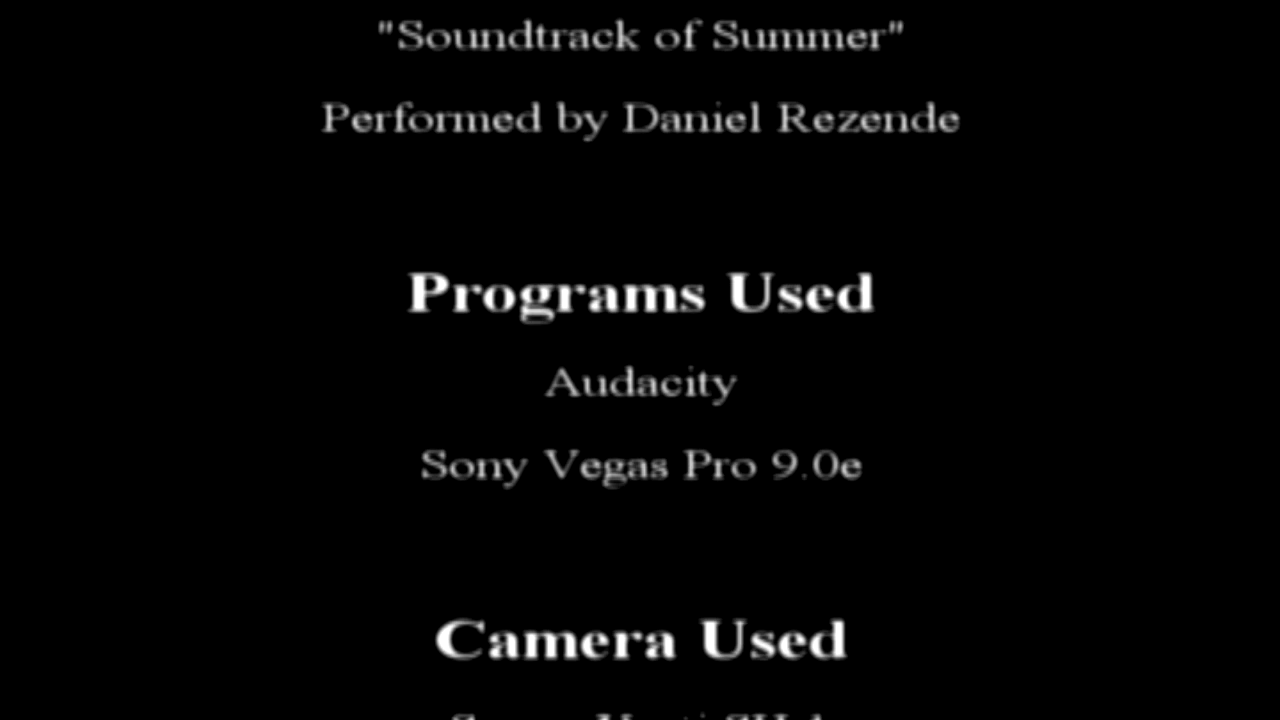 "Soundtrack of Summer"
Performed by Daniel Rezende
Programs Used
Audacity
Sony Vegas Pro 9.0e
Camera Used